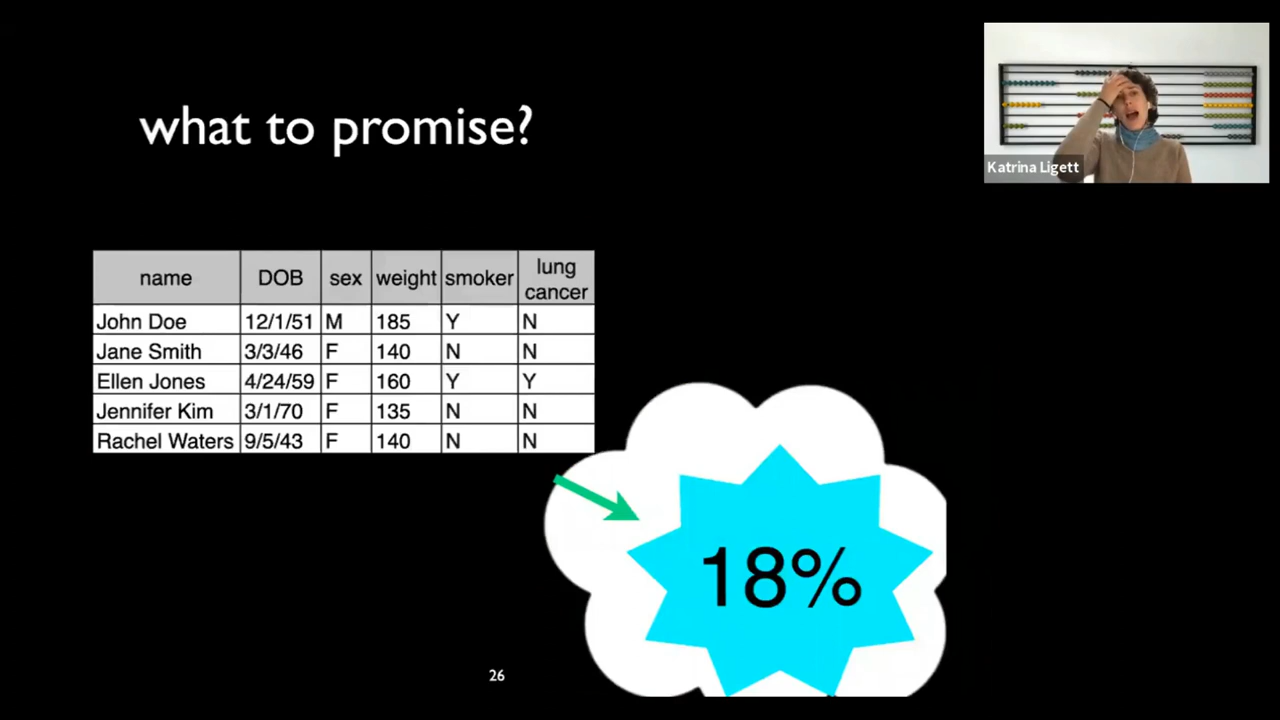 what to promise?
Katrina Ligett
name DOB sex weight smoker lung cancer
John Doe 12/1/51 M 185 Y N
Jane Smith 3/3/46 F 140 N N
Ellen Jones 4/24/59 F 160 Y Y
Jennifer Kim 3/1/70 F 135 N N
Rachel Waters 9/5/43 F 140 N N
18%
26